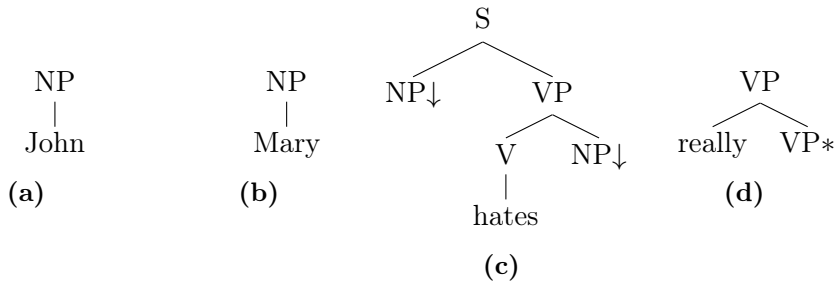 S
NP NP NP↓ VP VP
John Mary V NP↓ really VP∗
(a) (b) (d)
hates
(c)